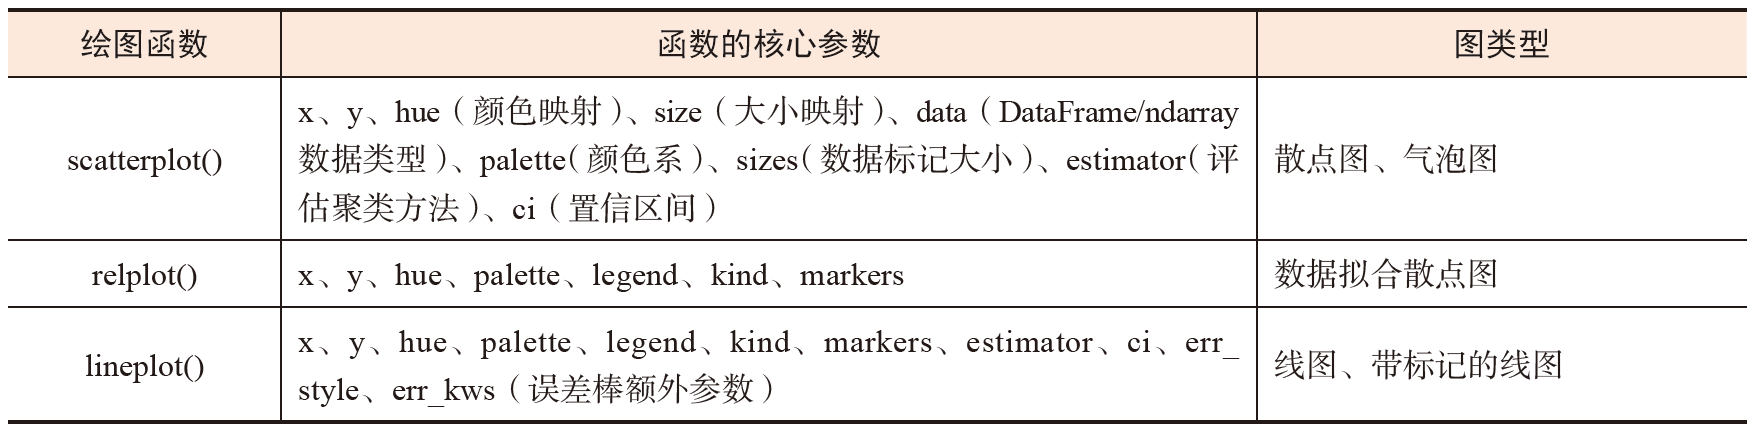 绘图函数 函数的核心参数 图类型
x、y、hue（颜色映射）、size（大小映射）、data（DataFrame/ndarray
scatterplot() 数据类型）、palette（颜色系）、sizes（数据标记大小）、estimator（评 散点图、气泡图
估聚类方法）、ci（置信区间）
relplot() x、y、hue、palette、legend、kind、markers 数据拟合散点图
x、y、hue、palette、legend、kind、markers、estimator、ci、err_
lineplot() 线图、带标记的线图
style、err_kws（误差棒额外参数）